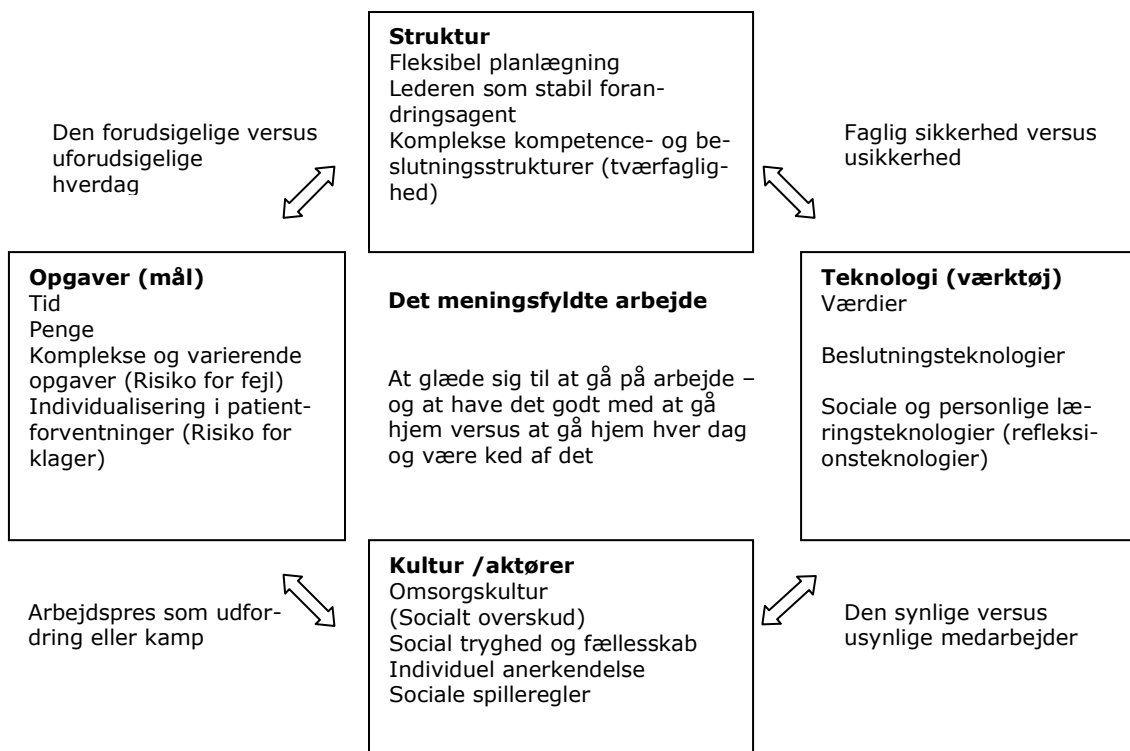 Struktur
Fleksibel planlægning
Lederen som stabil foran-
dringsagent
Komplekse kompetence- og be-
slutningsstrukturer (tværfaglig-
hed)
Den forudsigelige versus
uforudsigelige
hverdag
Faglig sikkerhed versus
usikkerhed
Opgaver (mål)
Tid
Penge
Komplekse og varierende
opgaver (Risiko for fejl)
Individualisering i patient-
forventninger (Risiko for
klager)
Det meningsfyldte arbejde
At glæde sig til at gå på arbejde –
og at have det godt med at gå
hjem versus at gå hjem hver dag
og være ked af det
Teknologi (værktøj)
Værdier
Beslutningsteknologier
Sociale og personlige læ-
ringsteknologier (refleksi-
onsteknologier)
Arbejdspres som udfor-
dring eller kamp
Kultur /aktører
Omsorgskultur
(Socialt overskud)
Social tryghed og fællesskab
Individuel anerkendelse
Sociale spilleregler
Den synlige versus
usynlige medarbejder